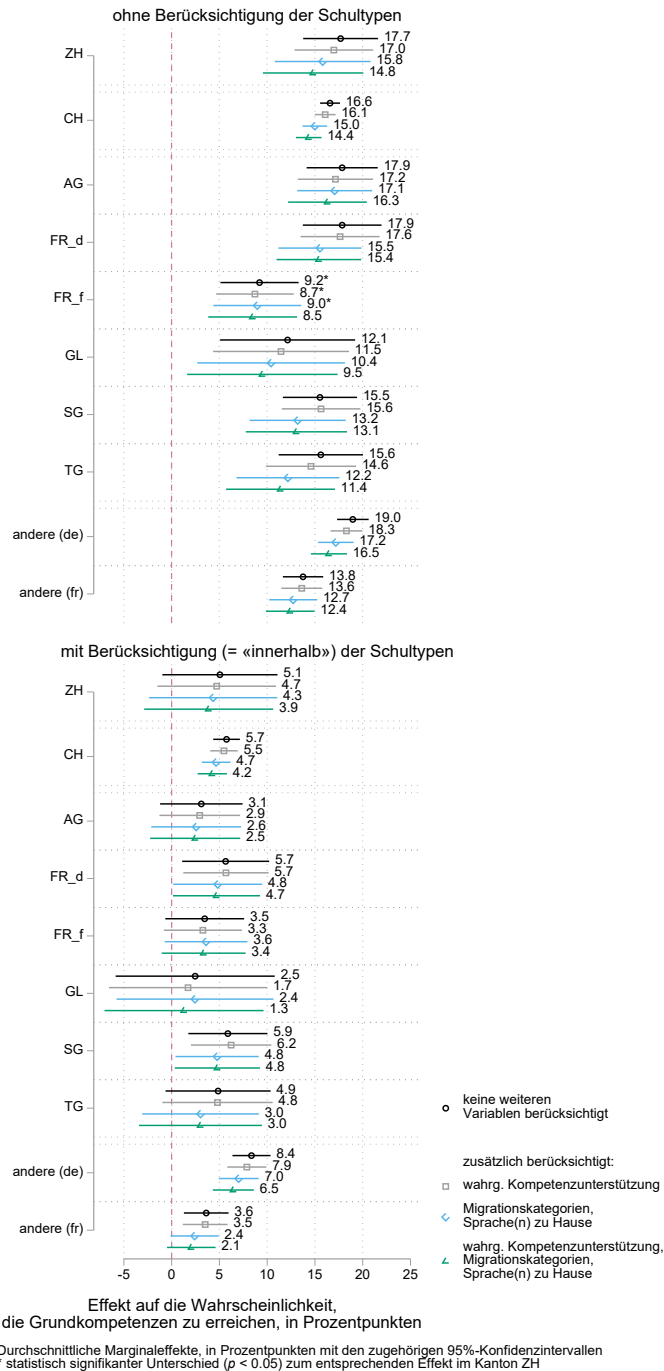 ohne Berücksichtigung der Schultypen
ZH
17.7
17.0
15.8
14.8
CH
16.6
16.1
15.0
14.4
AG
17.9
17.2
17.1
16.3
FR_d
17.9
17.6
15.5
15.4
FR_f
9.2*
8.7*
9.0*
8.5
GL
12.1
11.5
10.4
9.5
SG
15.5
15.6
13.2
13.1
TG
15.6
14.6
12.2
11.4
andere (de)
19.0
18.3
17.2
16.5
andere (fr)
13.8
13.6
12.7
12.4
mit Berücksichtigung (= «innerhalb») der Schultypen
ZH
5.1
4.7
4.3
3.9
CH
5.7
5.5
4.7
4.2
AG
3.1
2.9
2.6
2.5
FR_d
5.7
5.7
4.8
4.7
FR_f
3.5
3.3
3.6
3.4
GL
2.5
1.7
2.4
1.3
SG
5.9
6.2
4.8
4.8
TG
4.9
4.8
3.0
3.0
andere (de)
8.4
7.9
7.0
6.5
andere (fr)
3.6
3.5
2.4
2.1
keine weiteren
Variablen berücksichtigt
zusätzlich berücksichtigt:
wahrg. Kompetenzunterstützung
Migrationskategorien,
Sprache(n) zu Hause
wahrg. Kompetenzunterstützung,
Migrationskategorien,
Sprache(n) zu Hause
-5 0 5 10 15 20 25
Effekt auf die Wahrscheinlichkeit,
die Grundkompetenzen zu erreichen, in Prozentpunkten
Durchschnittliche Marginaleffekte, in Prozentpunkten mit den zugehörigen 95%-Konfidenzintervallen
* statistisch signifikanter Unterschied (p < 0.05) zum entsprechenden Effekt im Kanton ZH